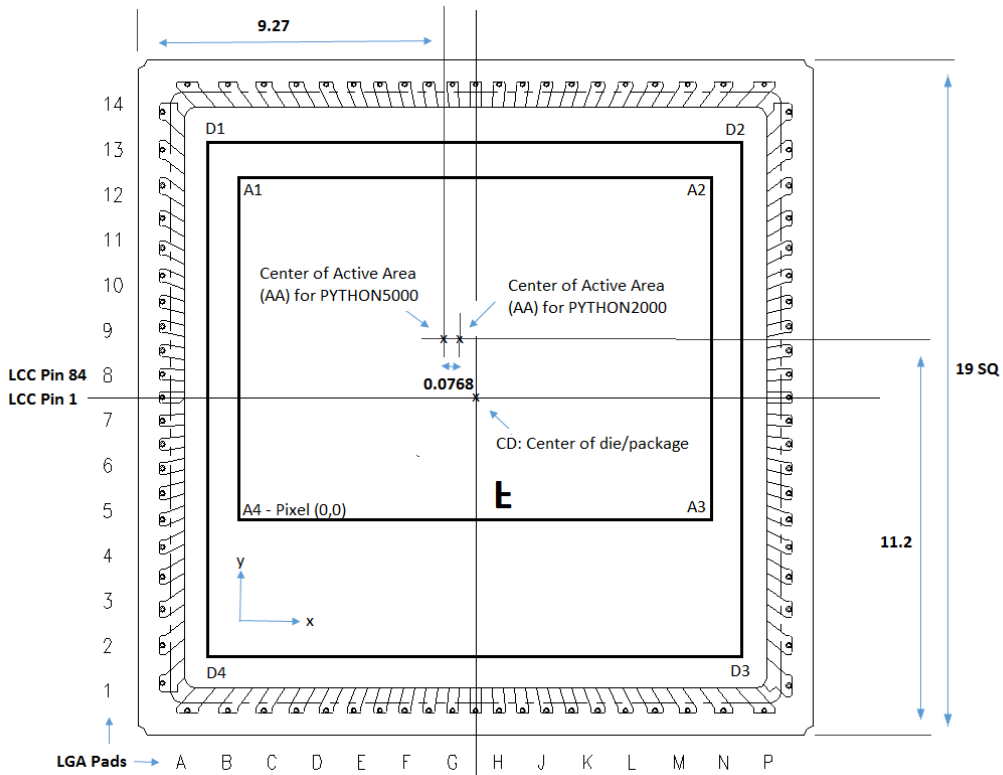 9.27
14
13
12
11
10
9
8
7
6
5
4
3
2
1
D1
D2
A1
A2
Center of Active Area
(AA) for PYTHON5000
Center of Active Area
(AA) for PYTHON2000
x x
0.0768
x
LCC Pin 84
LCC Pin 1
19 SQ
CD: Center of die/package
A4 - Pixel (0,0)
A3
11.2
y
x
D4
D3
LGA Pads
A B C D E F G H J K L M N P